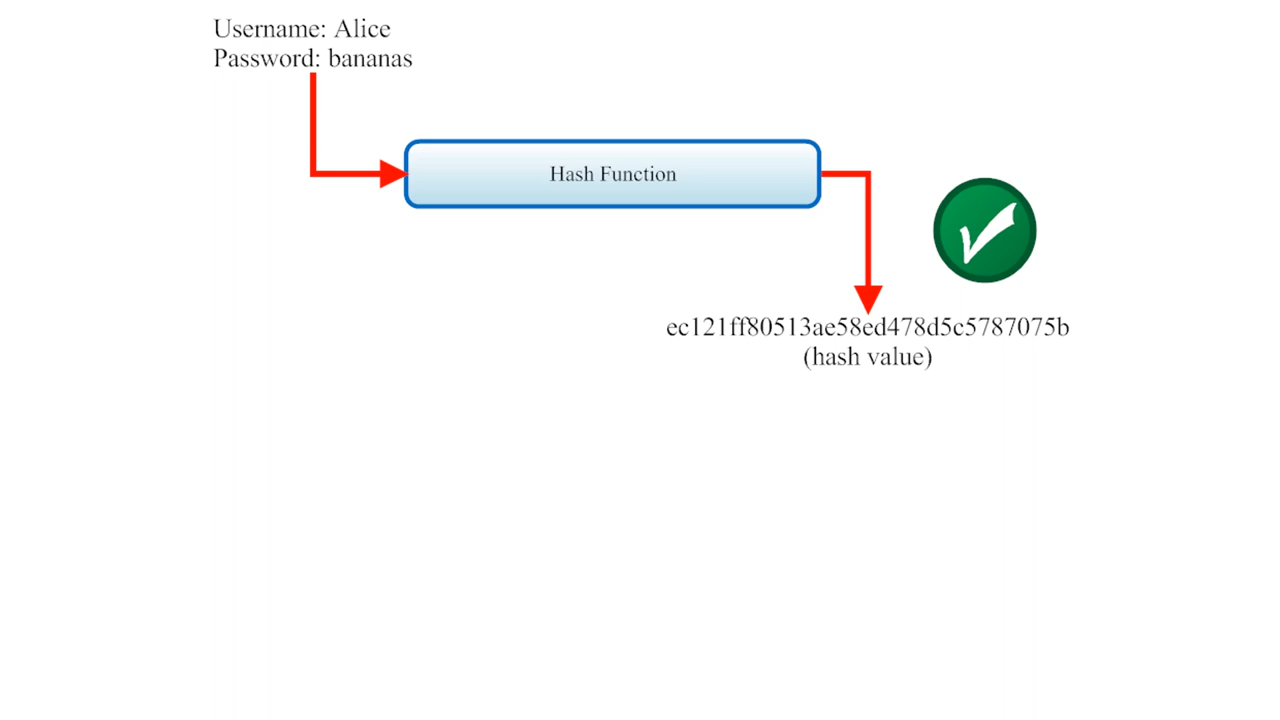 Username: Alice
Password: bananas
Hash Function
ec121ff80513ae58ed478d5c5787075b
(hash value)